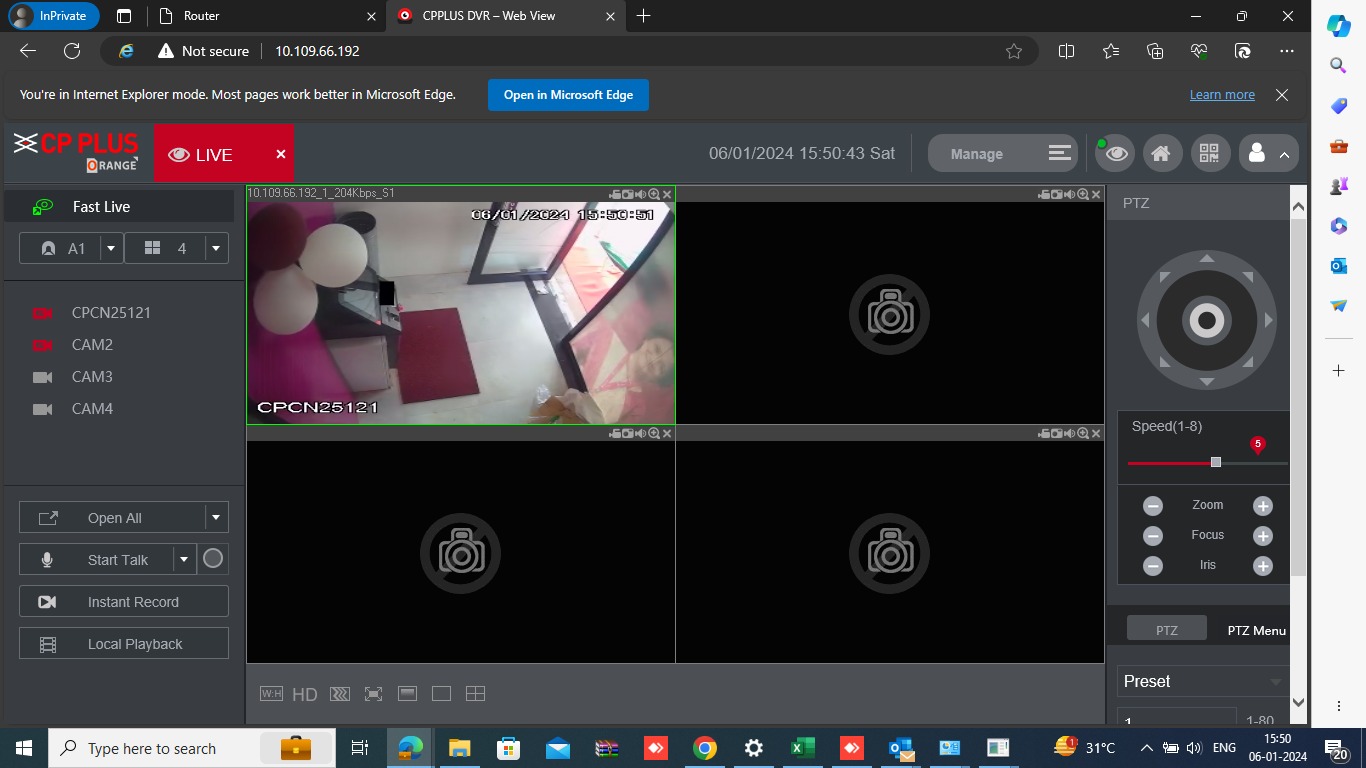 InPrivate
Router
CPPLUS DVR – Web View
Not secure
10.109.66.192
You're in Internet Explorer mode. Most pages work better in Microsoft Edge.
Open in Microsoft Edge
Learn more
CP PLUS
ORANGE
LIVE
06/01/2024 15:50:43 Sat
Manage
Fast Live
10.109.66.192_1_204Kbps_S1
PTZ
06/01/2024 15:50:51
A1
4
CPCN25121
CAM2
CAM3
CAM4
CPCN25121
Speed(1-8)
5
Zoom
Focus
Iris
Open All
Start Talk
Instant Record
Local Playback
PTZ
PTZ Menu
Preset
1
1-80
W:H
HD
Type here to search
1
31°C
ENG
15:50
06-01-2024
20